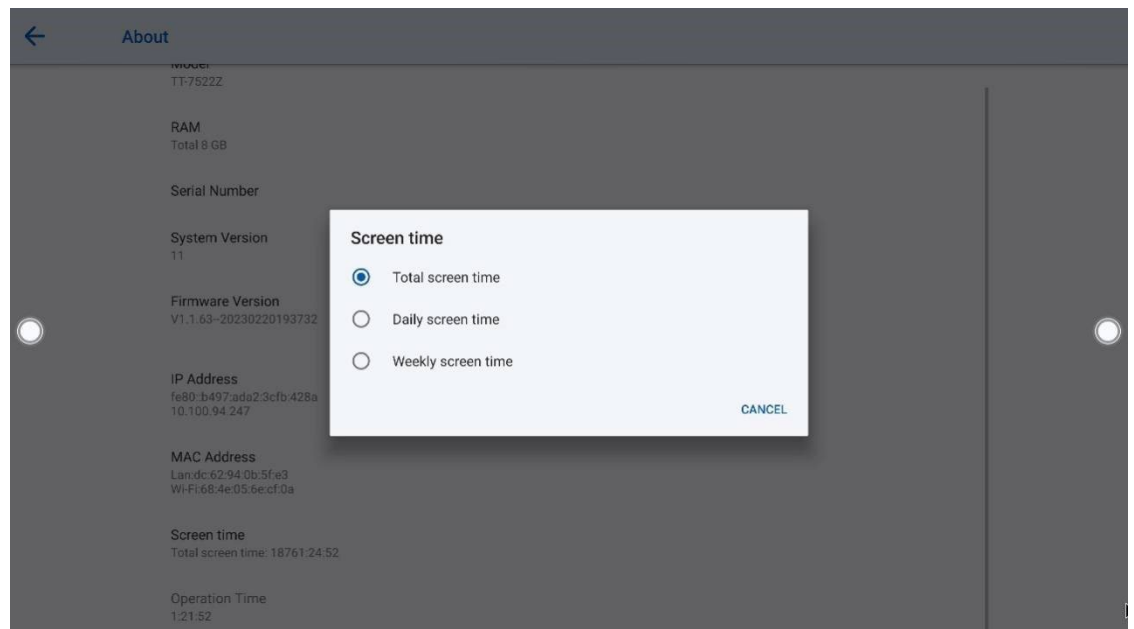 About
Model
TT-7522Z
RAM
Total 8 GB
Serial Number
System Version
11
Firmware Version
V1.1.63--20230220193732
IP Address
fe80::b497:ada2:3cfb:428a
10.100.94.247
MAC Address
Lan:dc:62:94:0b:5f:e3
Wi-Fi:68:4e:05:6e:cf:0a
Screen time
Total screen time: 18761:24:52
Operation Time
1:21:52
Screen time
Total screen time
Daily screen time
Weekly screen time
CANCEL